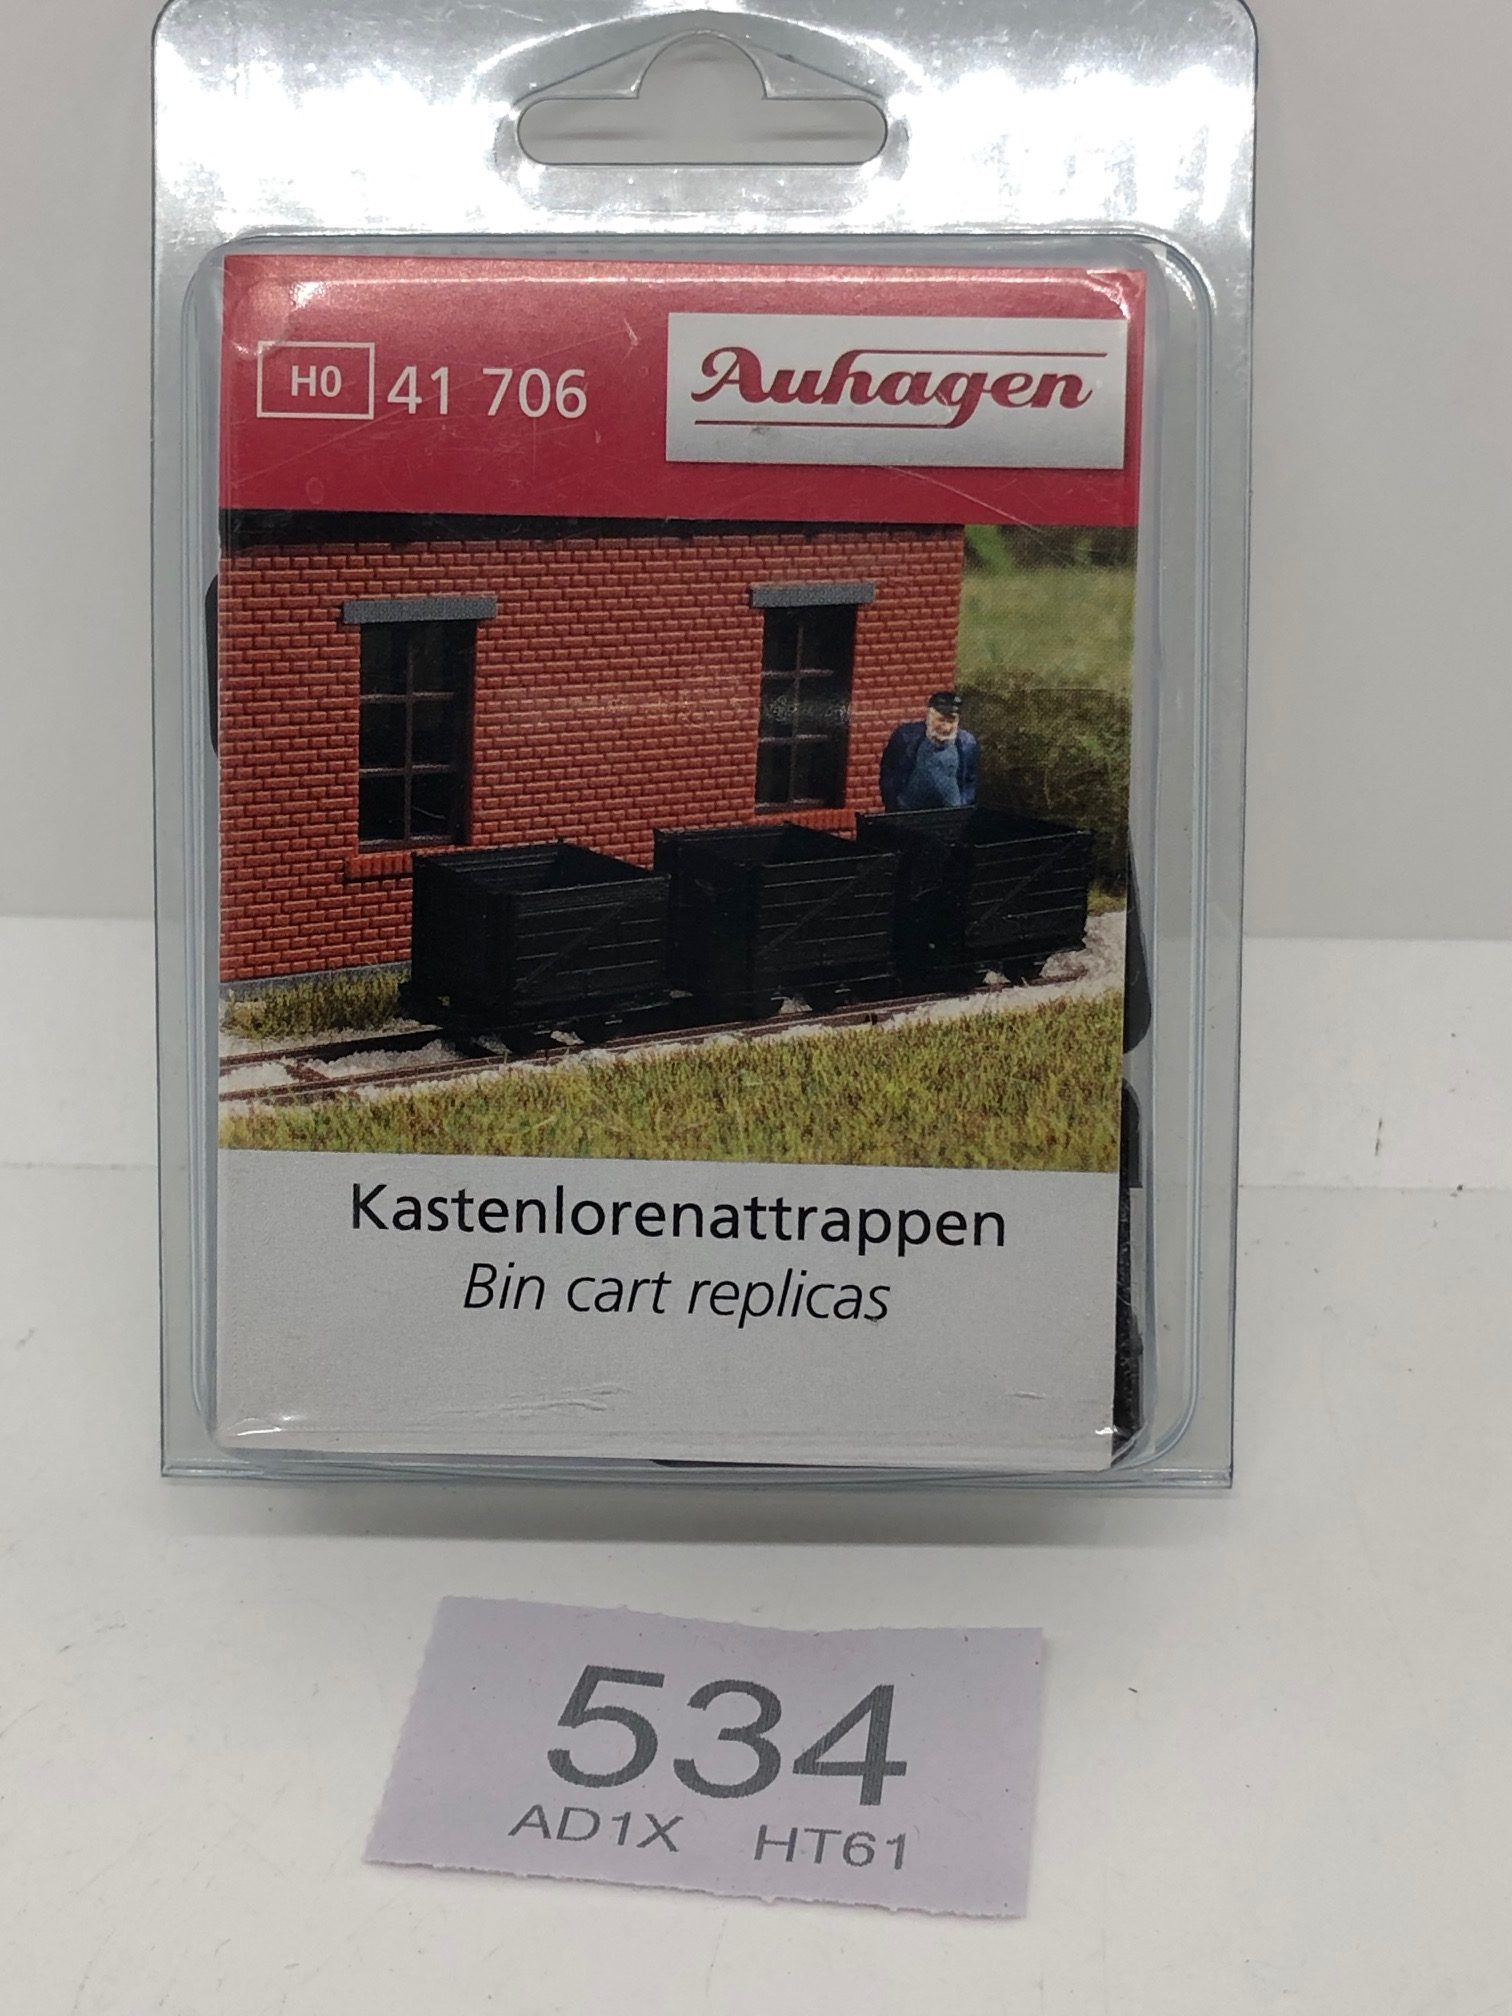 H0 41 706
Auhagen
Kastenlorenattrappen
Bin cart replicas
534
AD1X HT61